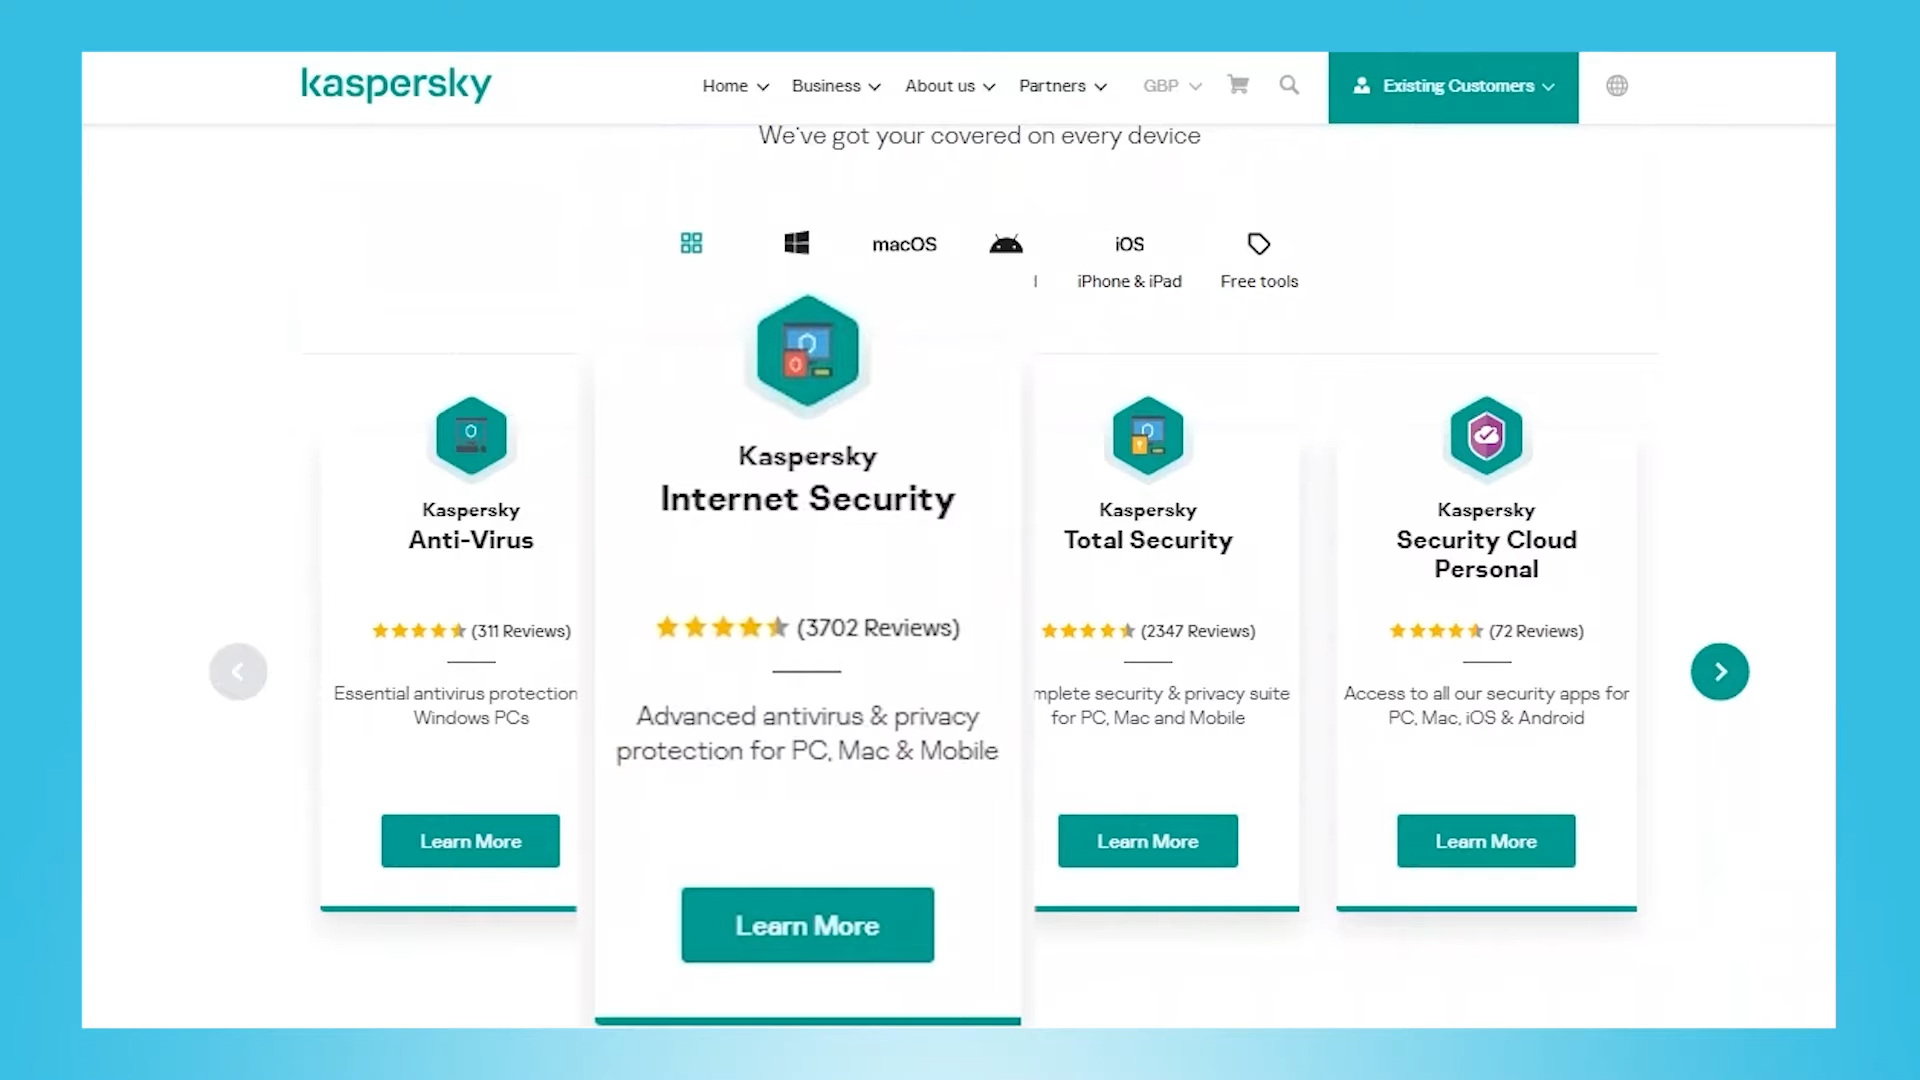 kaspersky
Home
Business
About us
Partners
GBP
Existing Customers
We've got your covered on every device
macOS
iOS
iPhone & iPad
Free tools
Kaspersky
Anti-Virus
(311 Reviews)
Essential antivirus protection
Windows PCs
Learn More
Kaspersky
Internet Security
(3702 Reviews)
Advanced antivirus & privacy
protection for PC, Mac & Mobile
Learn More
Kaspersky
Total Security
(2347 Reviews)
mplete security & privacy suite
for PC, Mac and Mobile
Learn More
Kaspersky
Security Cloud
Personal
(72 Reviews)
Access to all our security apps for
PC, Mac, iOS & Android
Learn More